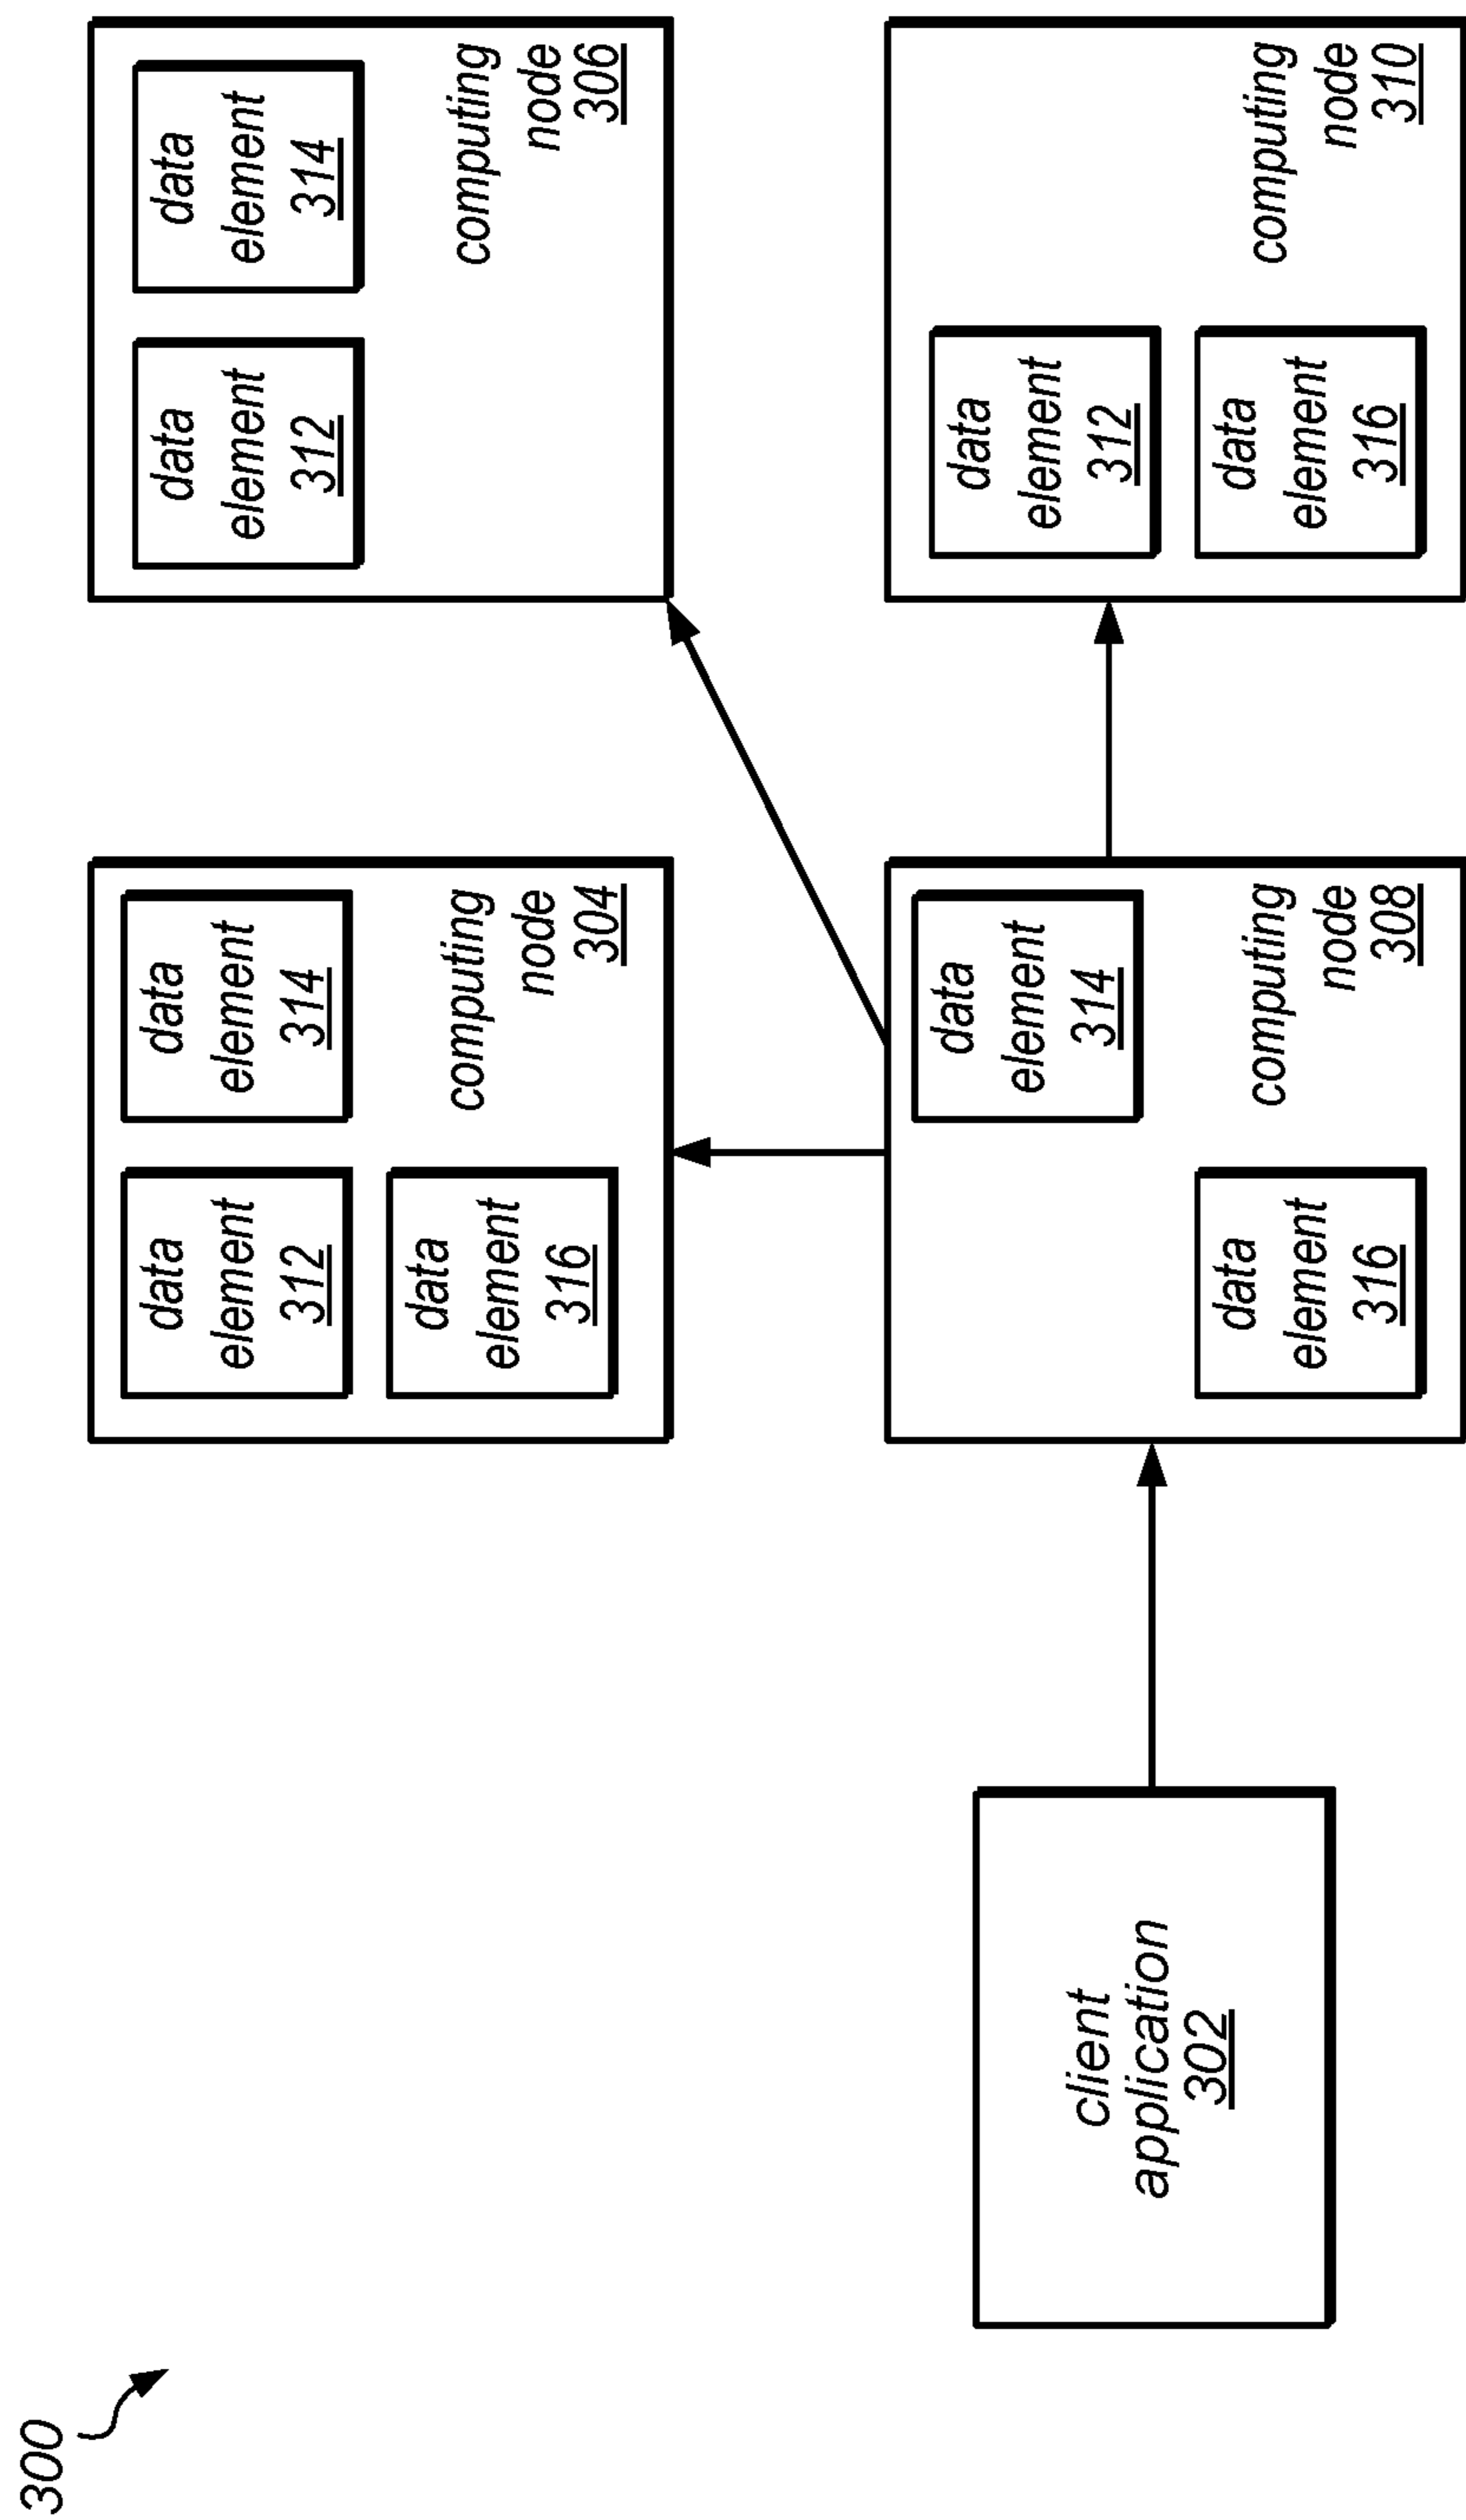 300
client
application
302
data
element
312
data
element
314
data
element
316
computing
node
304
data
element
312
data
element
314
computing
node
306
data
element
314
data
element
316
computing
node
308
data
element
312
data
element
316
computing
node
310